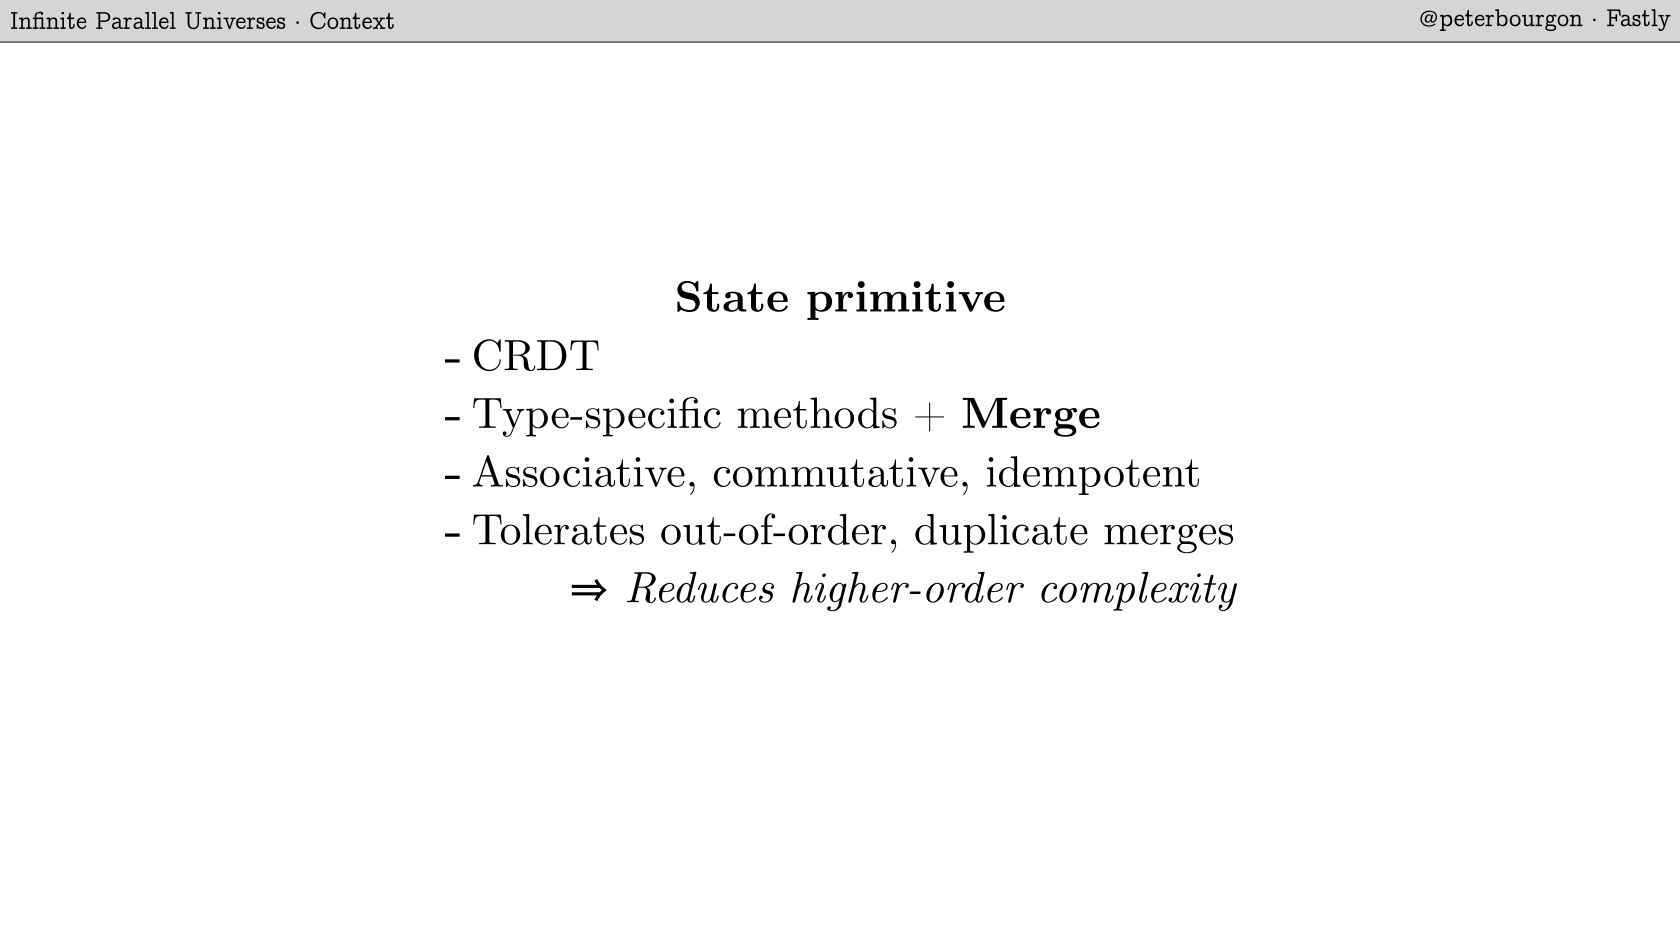 Infinite Parallel Universes · Context
@peterbourgon · Fastly
State primitive
- CRDT
- Type-specific methods + Merge
- Associative, commutative, idempotent
- Tolerates out-of-order, duplicate merges
⇒ Reduces higher-order complexity